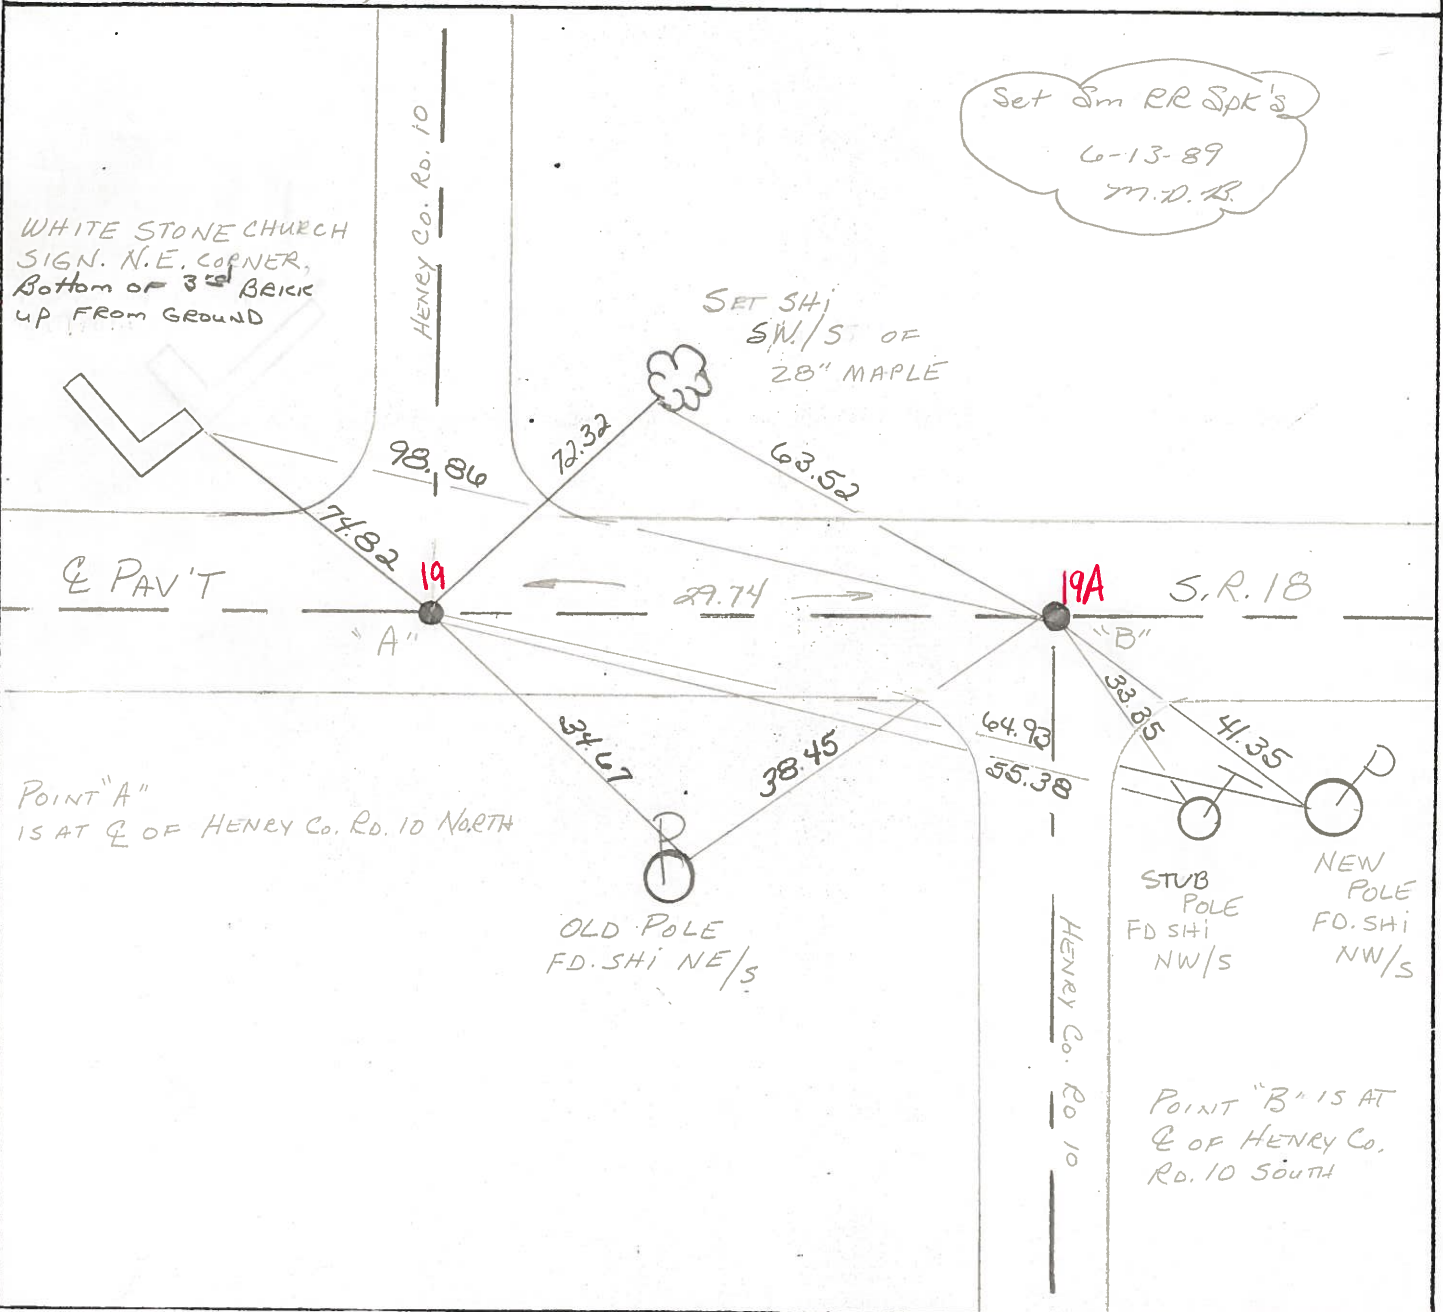 Set Sm RR Spk's
6-13-89
M.D.B.
HENRY CO. RD. 10
WHITE STONE CHURCH
SIGN. N.E. CORNER,
Bottom OF 3rd BRICK
UP FROM GROUND
SET SHi
SW/S OF
28" MAPLE
98.86
72.32
63.52
74.82
℄ PAV'T
19
29.74
19A
S.R. 18
"A"
"B"
34.67
38.45
64.93
55.38
33.85
41.35
POINT "A"
IS AT ℄ OF HENRY CO. RD. 10 NORTH
OLD POLE
FD. SHi NE/S
STUB
POLE
FD SHi
NW/S
NEW
POLE
FD. SHi
NW/S
HENRY CO. RD 10
POINT "B" IS AT
℄ OF HENRY CO.
RD. 10 SOUTH